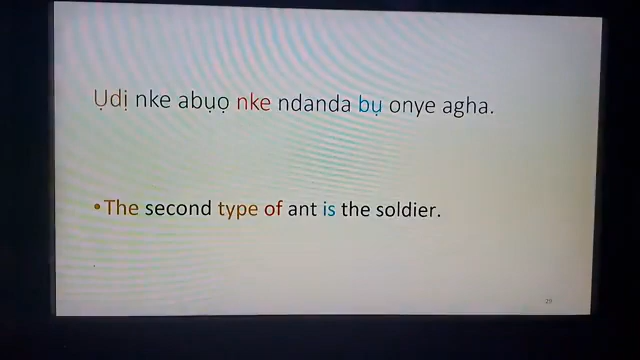 Ụdị nke abụọ nke ndanda bụ onye agha.
•The second type of ant is the soldier.
29